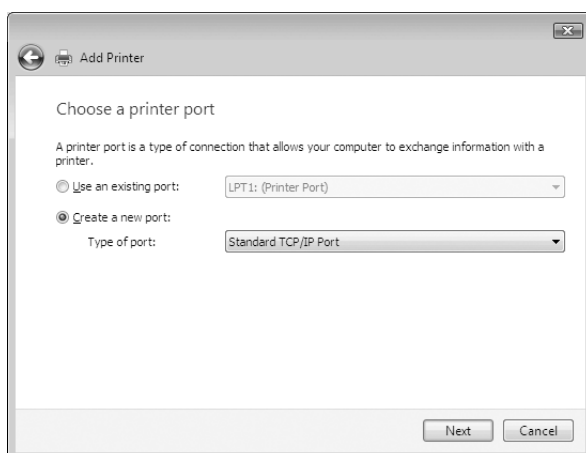 Add Printer
Choose a printer port
A printer port is a type of connection that allows your computer to exchange information with a
printer.
Use an existing port: LPT1: (Printer Port)
Create a new port:
Type of port: Standard TCP/IP Port
Next Cancel